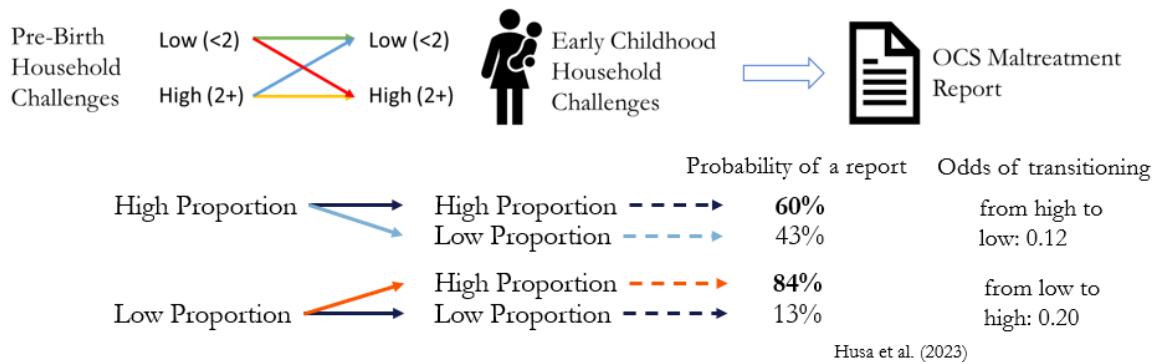 Pre-Birth
Household
Challenges
Low (<2)
High (2+)
Low (<2)
High (2+)
Early Childhood
Household
Challenges
OCS Maltreatment
Report
Probability of a report
Odds of transitioning
High Proportion
High Proportion
60%
Low Proportion
43%
from high to
low: 0.12
Low Proportion
High Proportion
84%
Low Proportion
13%
from low to
high: 0.20
Husa et al. (2023)